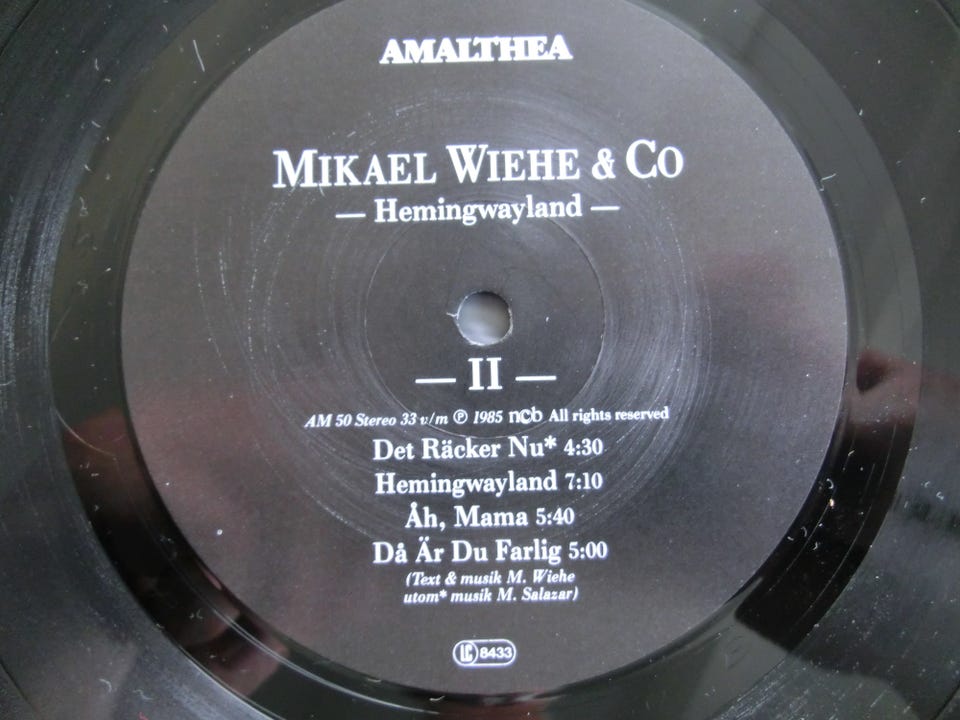 AMALTHEA
MIKAEL WIEHE & CO
— Hemingwayland —
— II —
AM 50 Stereo 33 v/m ℗ 1985 ncb All rights reserved
Det Räcker Nu* 4:30
Hemingwayland 7:10
Åh, Mama 5:40
Då Är Du Farlig 5:00
(Text & musik M. Wiehe
utom* musik M. Salazar)
LC 8433